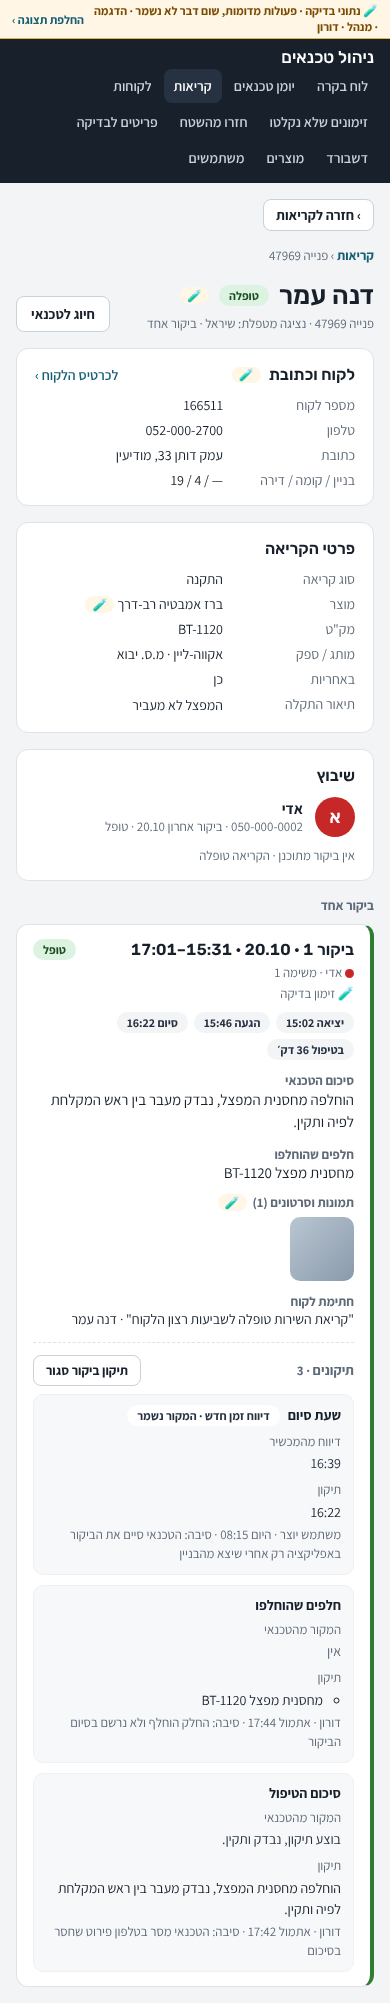 🧪 נתוני בדיקה · פעולות מדומות, שום דבר לא נשמר · הדגמה
· מנהל · דורון
החלפת תצוגה ›
ניהול טכנאים
לוח בקרה
יומן טכנאים
קריאות
לקוחות
זימונים שלא נקלטו
חזרו מהשטח
פריטים לבדיקה
דשבורד
מוצרים
משתמשים
› חזרה לקריאות
קריאות › פנייה 47969
דנה עמר טופלה 🧪
פנייה 47969 · נציגה מטפלת: שיראל · ביקור אחד
חיוג לטכנאי
לקוח וכתובת 🧪
לכרטיס הלקוח ›
מספר לקוח 166511
טלפון 052-000-2700
כתובת עמק דותן 33, מודיעין
בניין / קומה / דירה — / 4 / 19
פרטי הקריאה
סוג קריאה התקנה
מוצר ברז אמבטיה רב-דרך 🧪
מק"ט BT-1120
מותג / ספק אקווה-ליין · מ.ס. יבוא
באחריות כן
תיאור התקלה המפצל לא מעביר
שיבוץ
א
אדי
050-000-0002 · ביקור אחרון 20.10 · טופל
אין ביקור מתוכנן · הקריאה טופלה
ביקור אחד
ביקור 1 • 20.10 • 15:31–17:01 טופל
אדי · משימה 1
🧪 זימון בדיקה
יציאה 15:02
הגעה 15:46
סיום 16:22
בטיפול 36 דק׳
סיכום הטכנאי
הוחלפה מחסנית המפצל, נבדק מעבר בין ראש המקלחת
לפיה ותקין.
חלפים שהוחלפו
מחסנית מפצל BT-1120
תמונות וסרטונים (1) 🧪
חתימת לקוח
"קריאת השירות טופלה לשביעות רצון הלקוח" · דנה עמר
תיקונים · 3
תיקון ביקור סגור
שעת סיום דיווח זמן חדש · המקור נשמר
דיווח מהמכשיר
16:39
תיקון
16:22
משתמש יוצר · היום 08:15 · סיבה: הטכנאי סיים את הביקור
באפליקציה רק אחרי שיצא מהבניין
חלפים שהוחלפו
המקור מהטכנאי
אין
תיקון
◦ מחסנית מפצל BT-1120
דורון · אתמול 17:44 · סיבה: החלק הוחלף ולא נרשם בסיום
הביקור
סיכום הטיפול
המקור מהטכנאי
בוצע תיקון, נבדק ותקין.
תיקון
הוחלפה מחסנית המפצל, נבדק מעבר בין ראש המקלחת
לפיה ותקין.
דורון · אתמול 17:42 · סיבה: הטכנאי מסר בטלפון פירוט שחסר
בסיכום